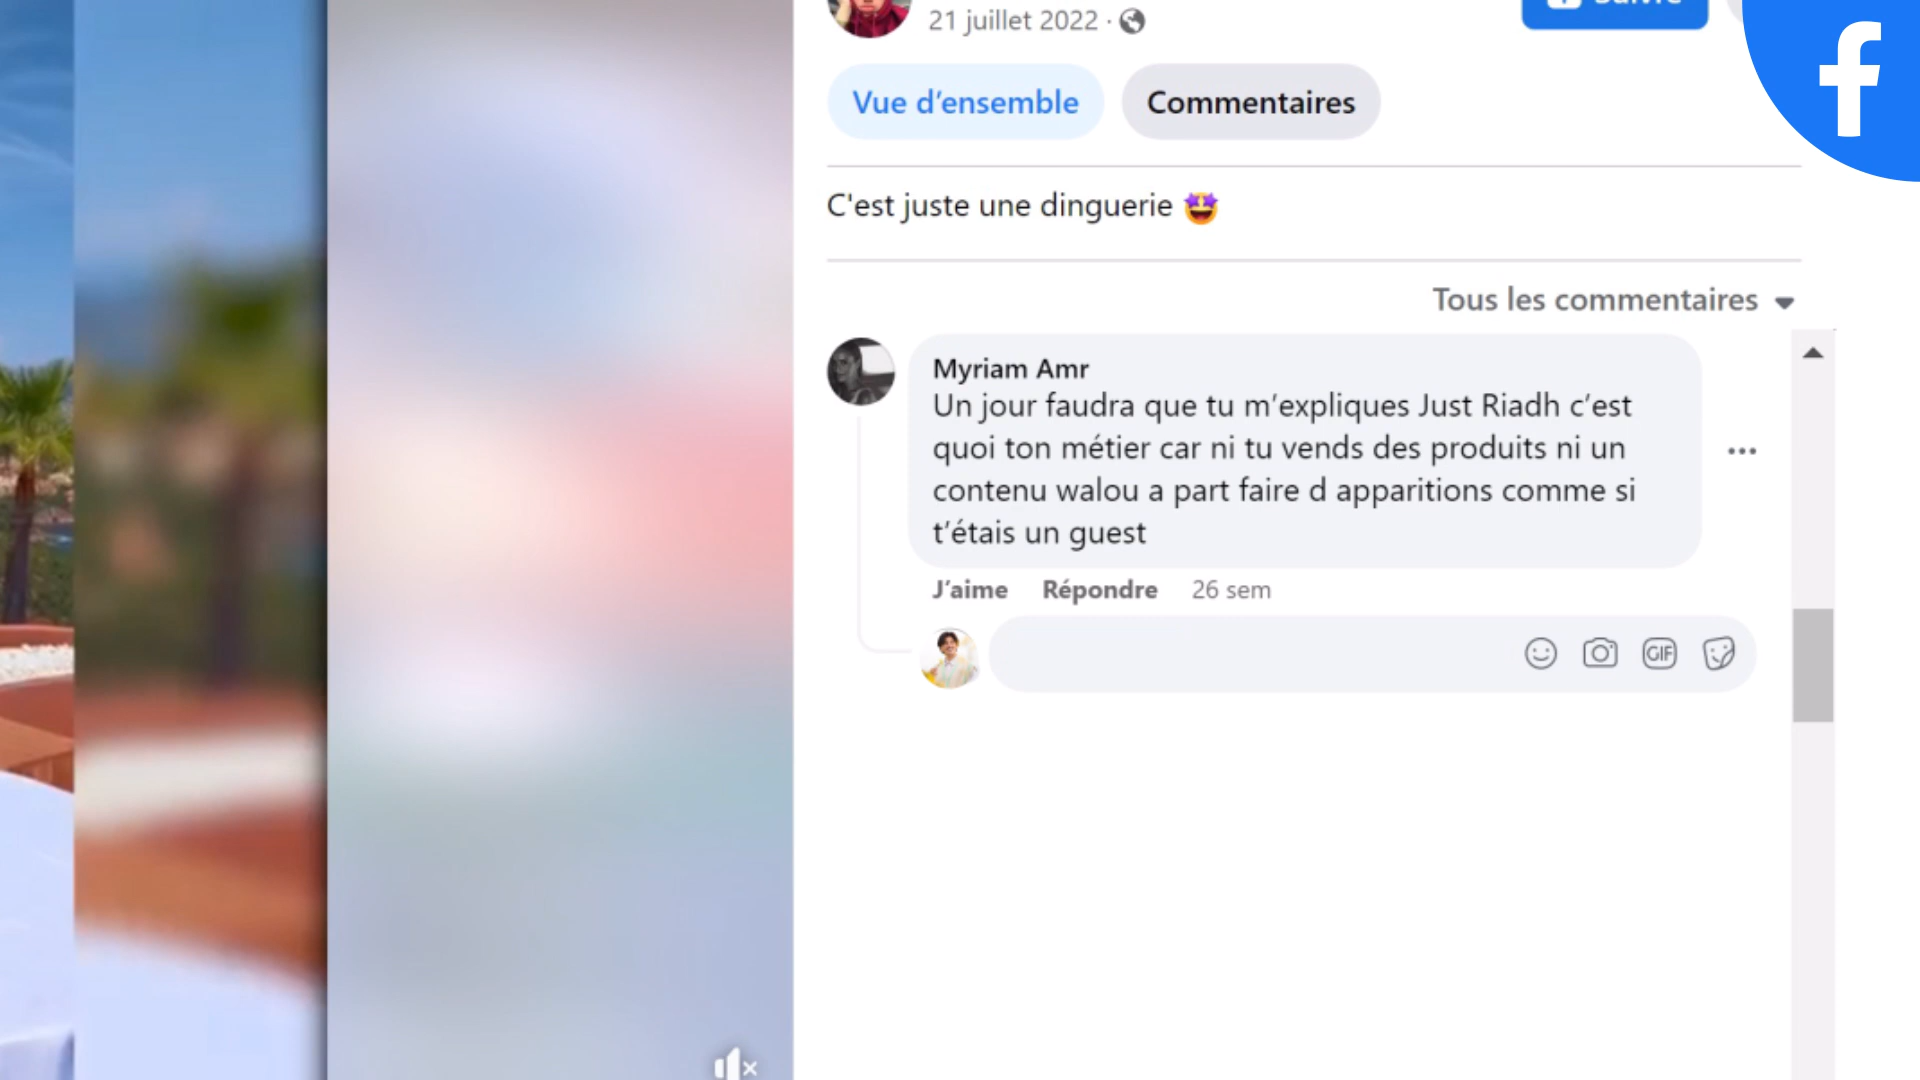 21 juillet 2022 ·
Suivre
Vue d’ensemble
Commentaires
C'est juste une dinguerie 🤩
Tous les commentaires
Myriam Amr
Un jour faudra que tu m’expliques Just Riadh c’est
quoi ton métier car ni tu vends des produits ni un
contenu walou a part faire d apparitions comme si
t’étais un guest
J’aime Répondre 26 sem
GIF